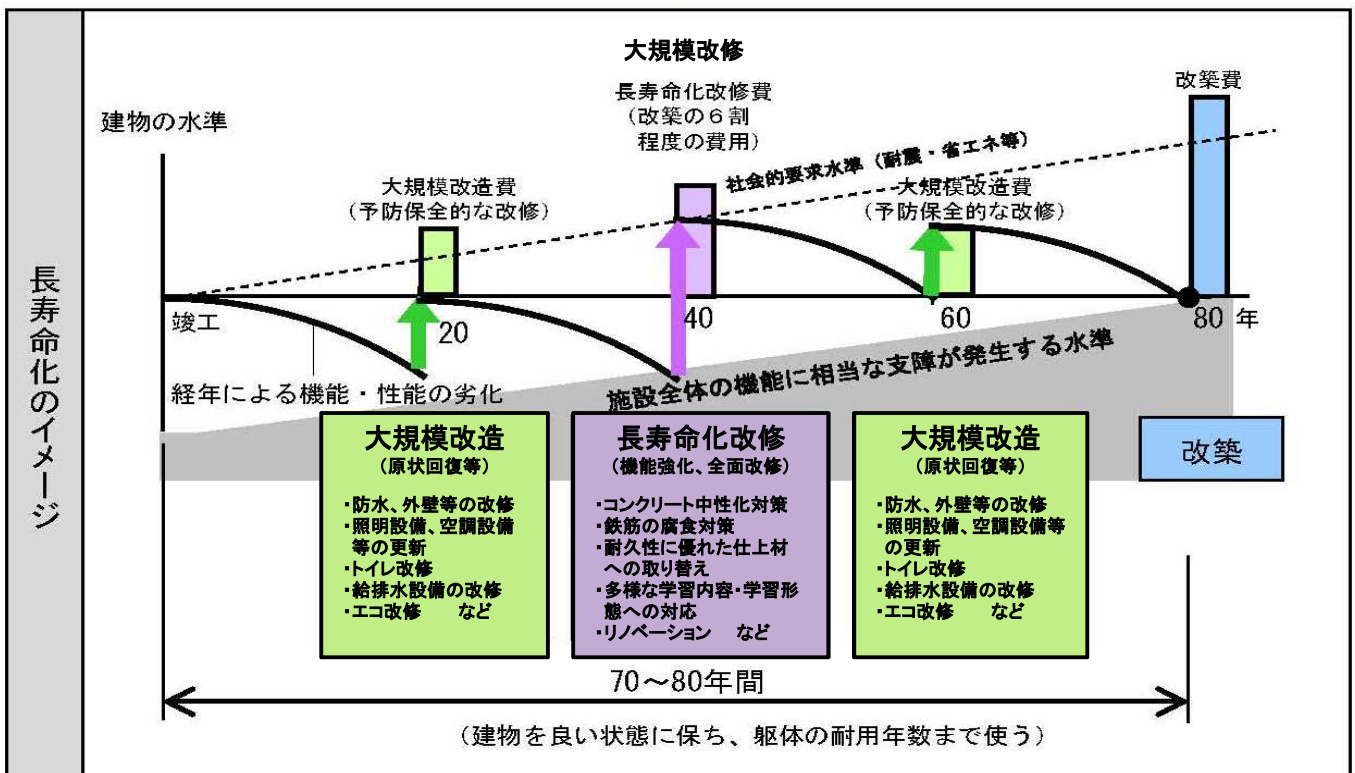 長寿命化のイメージ
大規模改修
長寿命化改修費
(改築の6割
程度の費用)
改築費
建物の水準
社会的要求水準(耐震・省エネ等)
大規模改造費
(予防保全的な改修)
大規模改造費
(予防保全的な改修)
竣工
20
40
60
80 年
経年による機能・性能の劣化
施設全体の機能に相当な支障が発生する水準
大規模改造
(原状回復等)
・防水、外壁等の改修
・照明設備、空調設備
等の更新
・トイレ改修
・給排水設備の改修
・エコ改修 など
長寿命化改修
(機能強化、全面改修)
・コンクリート中性化対策
・鉄筋の腐食対策
・耐久性に優れた仕上材
への取り替え
・多様な学習内容・学習形
態への対応
・リノベーション など
大規模改造
(原状回復等)
・防水、外壁等の改修
・照明設備、空調設備等
の更新
・トイレ改修
・給排水設備の改修
・エコ改修 など
改築
70~80年間
(建物を良い状態に保ち、躯体の耐用年数まで使う)